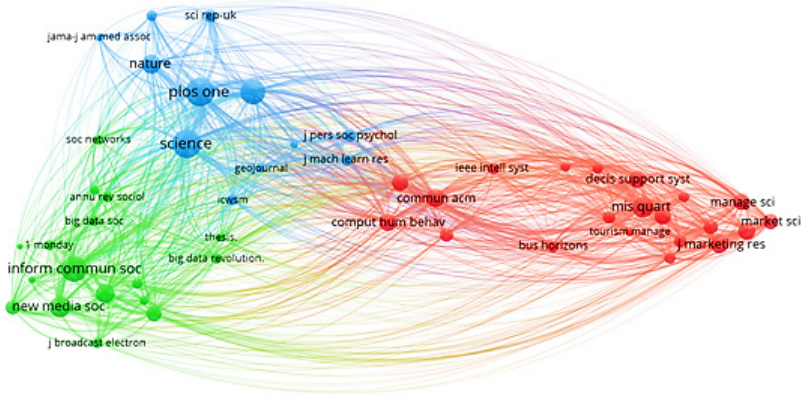 sci rep-uk
jama-j am med assoc
nature
plos one
j pers soc psychol
soc networks
science
j mach learn res
geojournal
ieee intell syst
decis support syst
annu rev sociol
icwsm
commun acm
manage sci
mis quart
big data soc
comput hum behav
market sci
tourism manage
thesis.
1 monday
bus horizons
j marketing res
big data revolution.
inform commun soc
new media soc
j broadcast electron